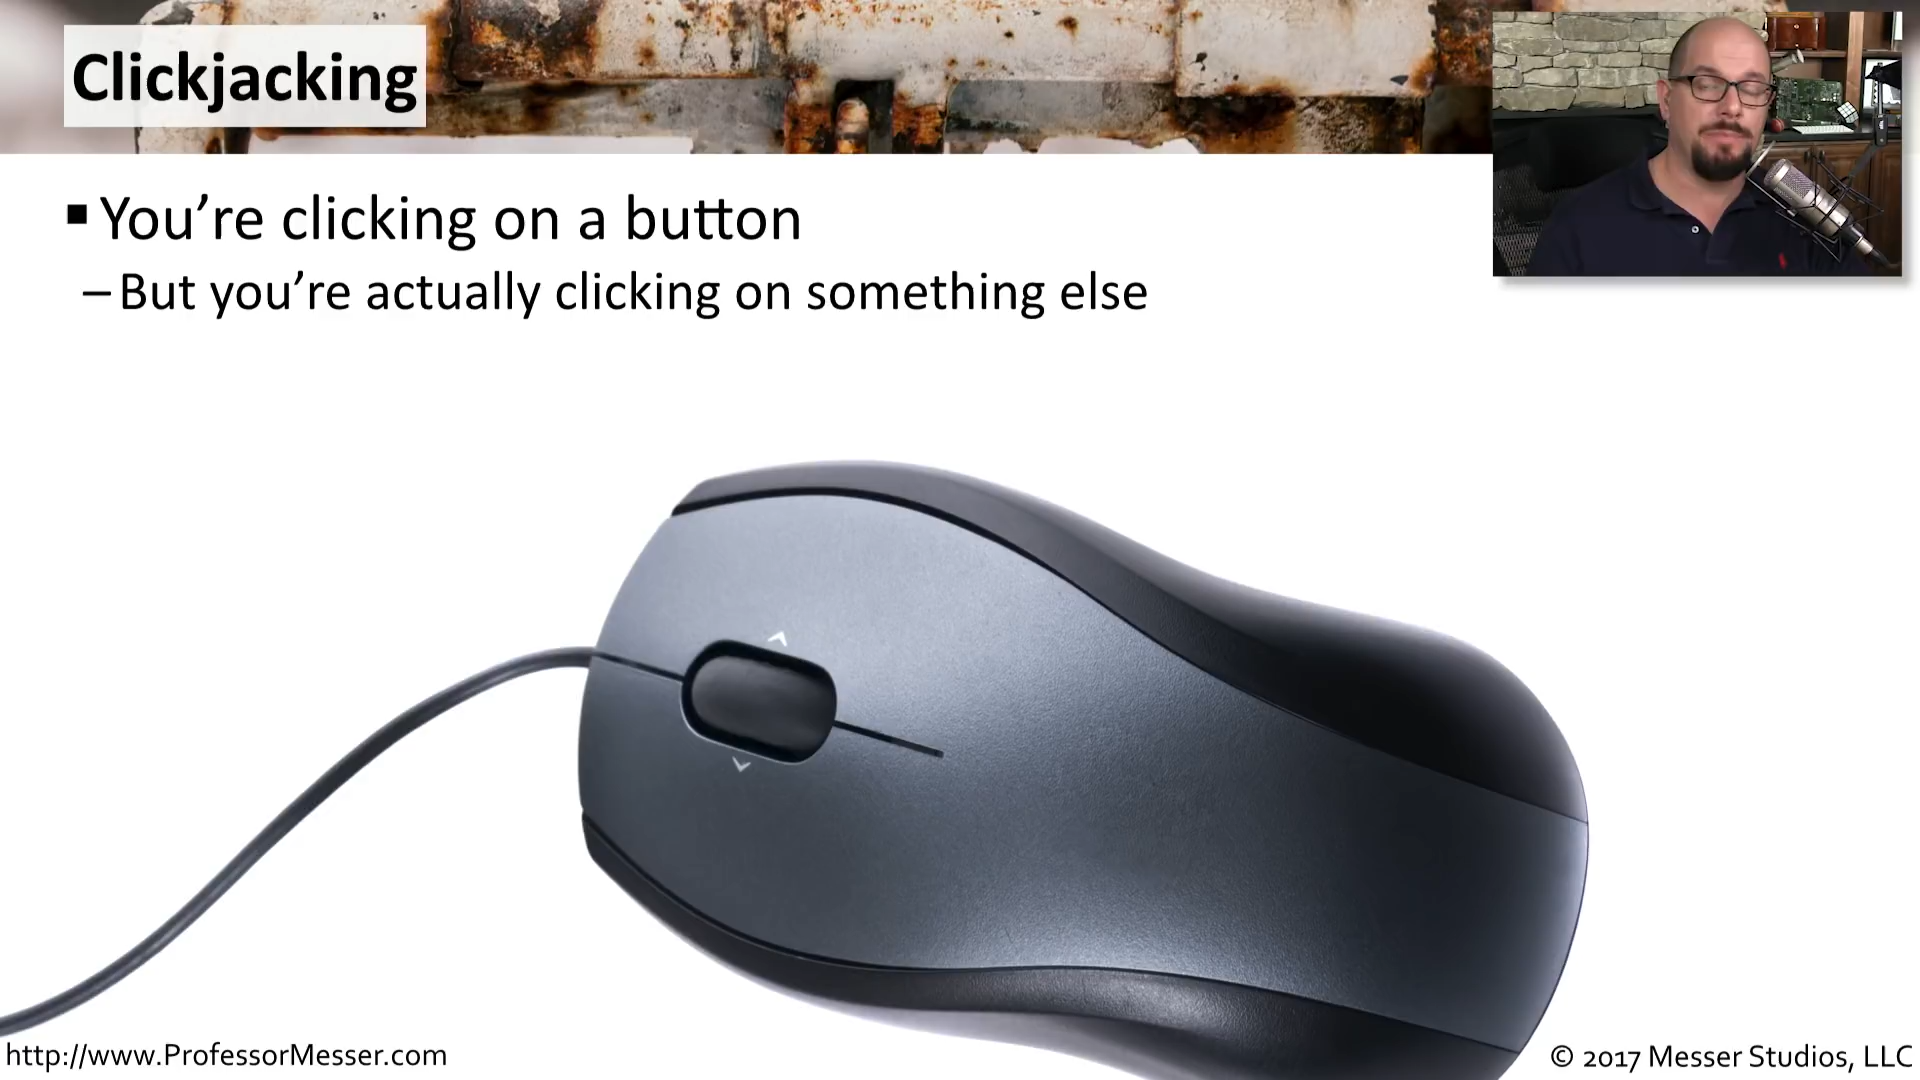 Clickjacking
▪ You’re clicking on a button
– But you’re actually clicking on something else
http://www.ProfessorMesser.com
© 2017 Messer Studios, LLC